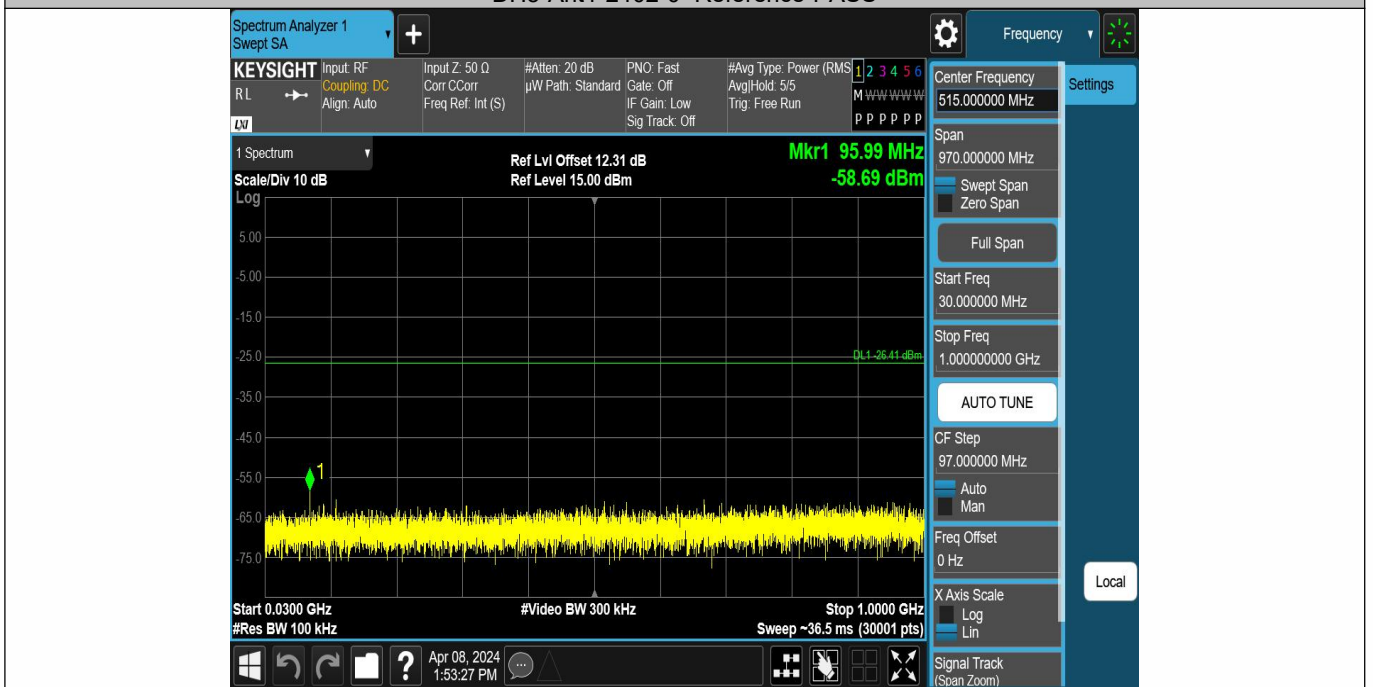 Spectrum Analyzer 1
Swept SA
Frequency
KEYSIGHT
RL
LXI
Input: RF
Coupling: DC
Align: Auto
Input Z: 50 Ω
Corr CCorr
Freq Ref: Int (S)
#Atten: 20 dB
µW Path: Standard
PNO: Fast
Gate: Off
IF Gain: Low
Sig Track: Off
#Avg Type: Power (RMS
Avg|Hold: 5/5
Trig: Free Run
1 2 3 4 5 6
M W W W W W
P P P P P P
1 Spectrum
Scale/Div 10 dB
Log
Ref Lvl Offset 12.31 dB
Ref Level 15.00 dBm
Mkr1 95.99 MHz
-58.69 dBm
5.00
-5.00
-15.0
-25.0
DL1 -26.41 dBm
-35.0
-45.0
-55.0
1
-65.0
-75.0
Start 0.0300 GHz
#Res BW 100 kHz
#Video BW 300 kHz
Stop 1.0000 GHz
Sweep ~36.5 ms (30001 pts)
?
Apr 08, 2024
1:53:27 PM
Center Frequency
515.000000 MHz
Settings
Span
970.000000 MHz
Swept Span
Zero Span
Full Span
Start Freq
30.000000 MHz
Stop Freq
1.000000000 GHz
AUTO TUNE
CF Step
97.000000 MHz
Auto
Man
Freq Offset
0 Hz
X Axis Scale
Log
Lin
Local
Signal Track
(Span Zoom)